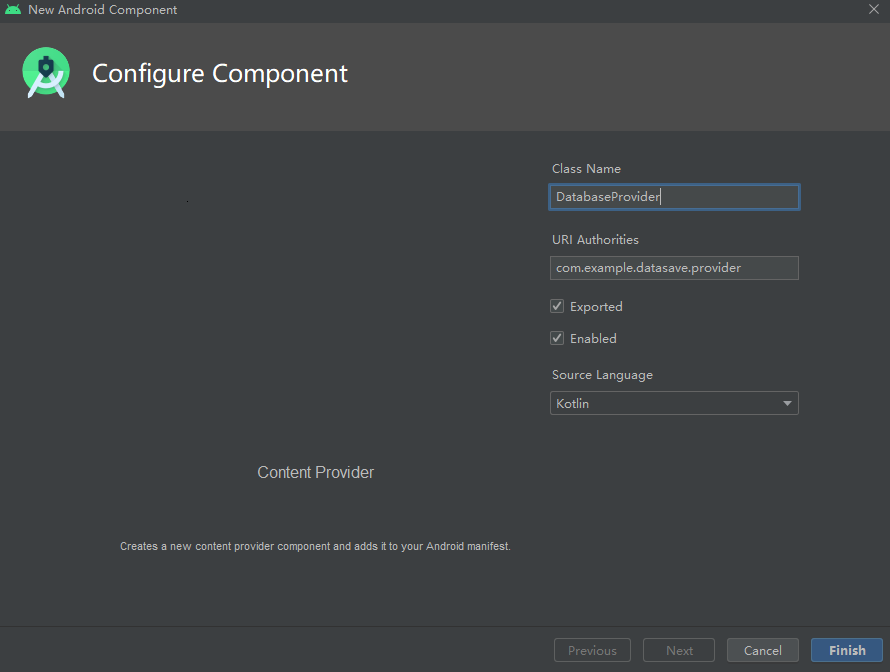 New Android Component
Configure Component
Class Name
DatabaseProvider
URI Authorities
com.example.datasave.provider
Exported
Enabled
Source Language
Kotlin
Content Provider
Creates a new content provider component and adds it to your Android manifest.
Previous
Next
Cancel
Finish